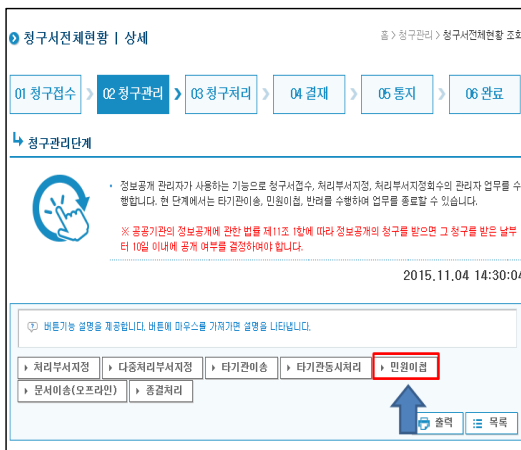 청구서전체현황 | 상세
홈 > 청구관리 > 청구서전체현황 조회
01 청구접수
02 청구관리
03 청구처리
04 결재
05 통지
06 완료
청구관리단계
정보공개 관리자가 사용하는 기능으로 청구서접수, 처리부서지정, 처리부서지정회수의 관리자 업무를 수
행합니다. 현 단계에서는 타기관이송, 민원이첩, 반려를 수행하여 업무를 종료할 수 있습니다.
※ 공공기관의 정보공개에 관한 법률 제11조 1항에 따라 정보공개의 청구를 받으면 그 청구를 받은 날부
터 10일 이내에 공개 여부를 결정하여야 합니다.
2015.11.04 14:30:04
버튼기능 설명을 제공합니다. 버튼에 마우스를 가져가면 설명을 나타냅니다.
처리부서지정
다중처리부서지정
타기관이송
타기관동시처리
민원이첩
문서이송(오프라인)
종결처리
출력
목록